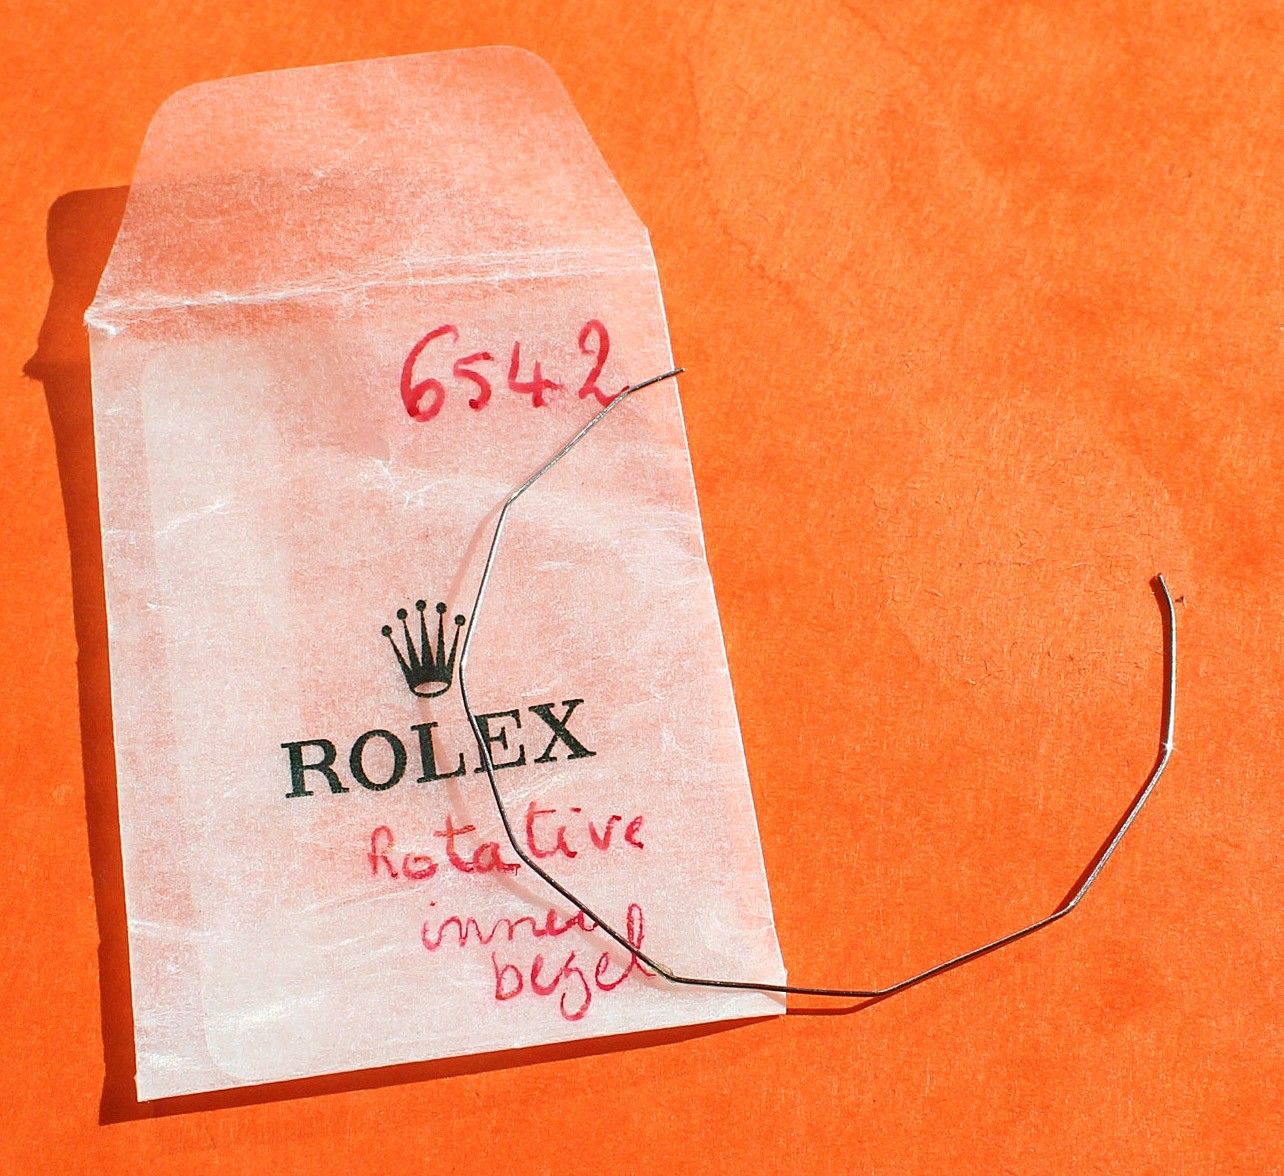 6542
ROLEX
Rotative
inner
bezel